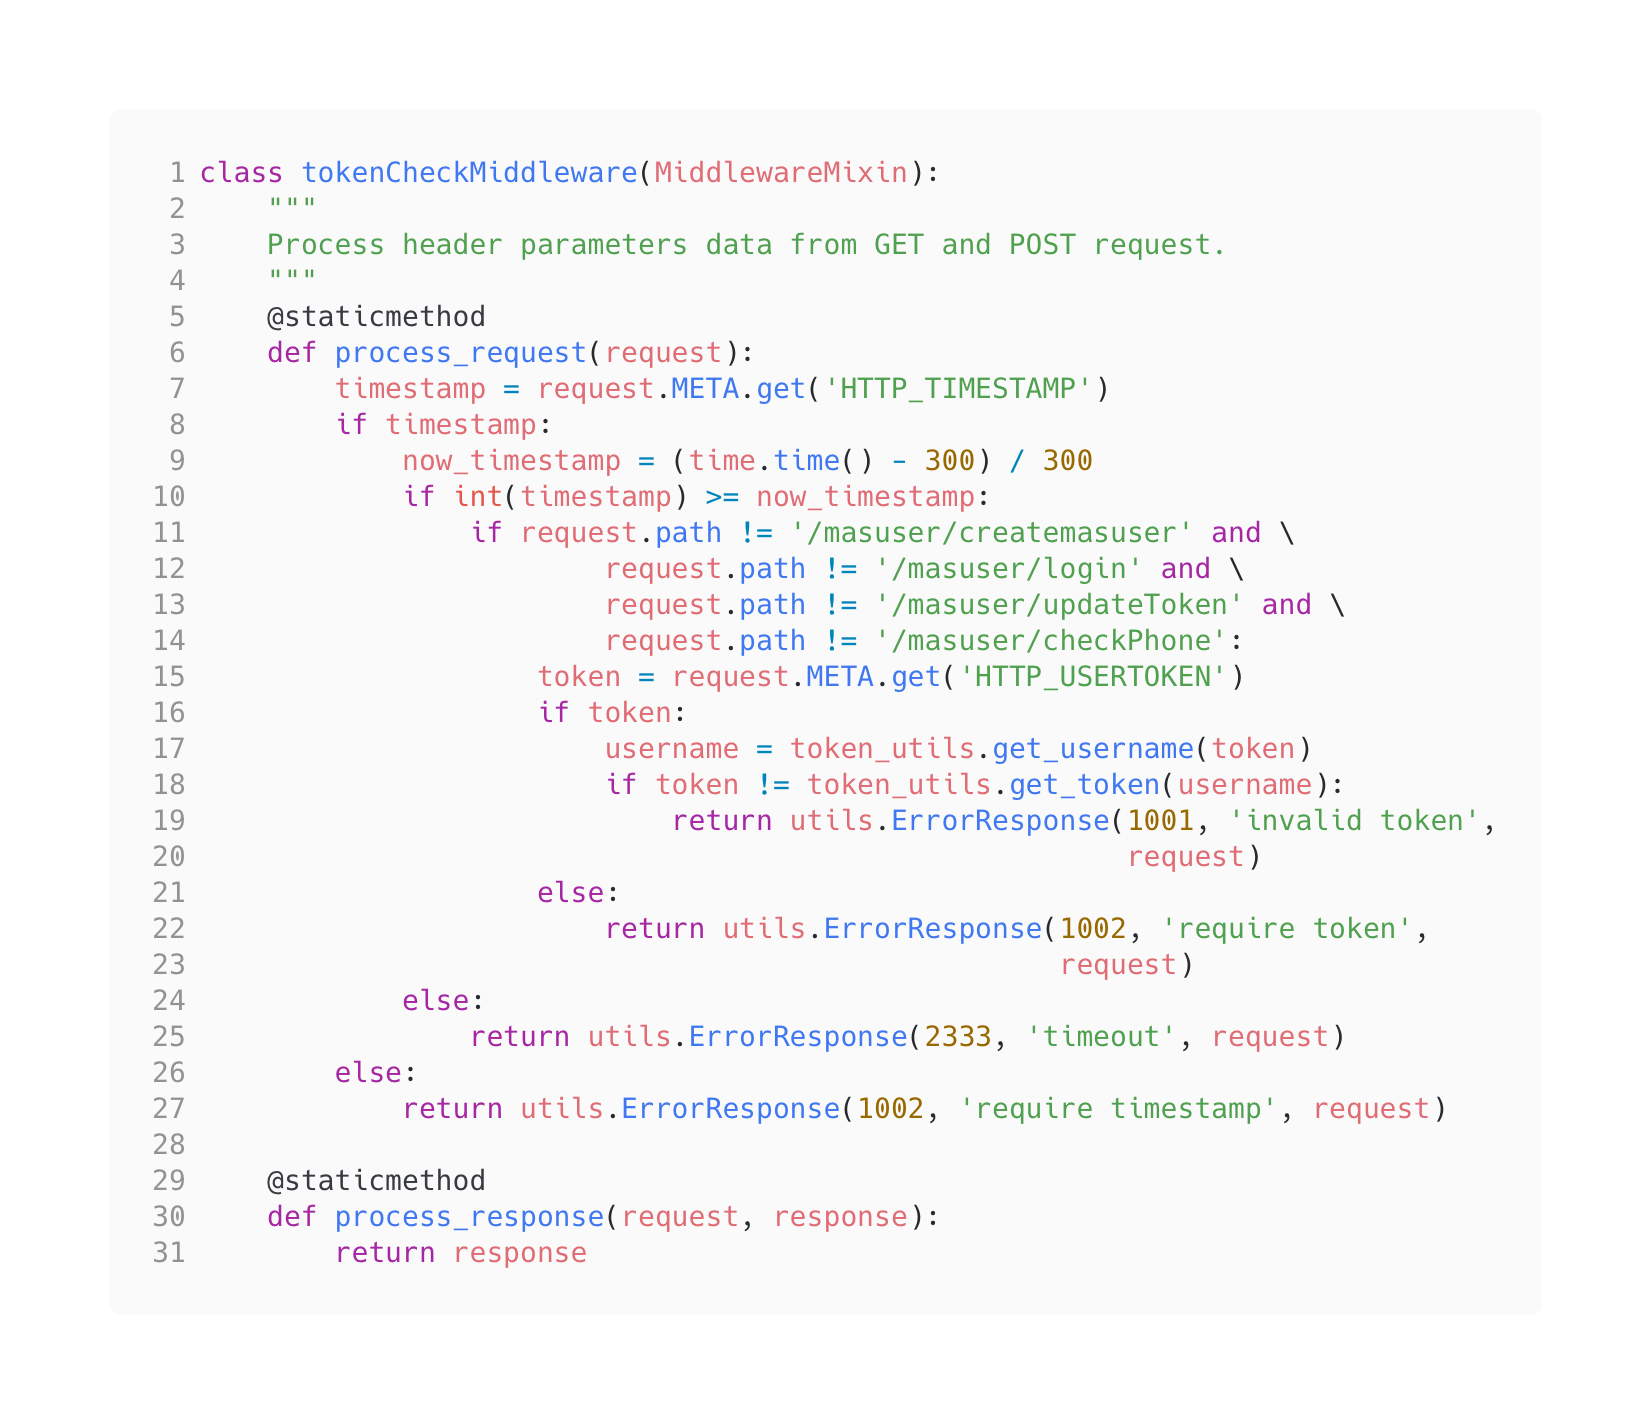 1 class tokenCheckMiddleware(MiddlewareMixin):
2     """
3     Process header parameters data from GET and POST request.
4     """
5     @staticmethod
6     def process_request(request):
7         timestamp = request.META.get('HTTP_TIMESTAMP')
8         if timestamp:
9             now_timestamp = (time.time() - 300) / 300
10             if int(timestamp) >= now_timestamp:
11                 if request.path != '/masuser/createmasuser' and \
12                         request.path != '/masuser/login' and \
13                         request.path != '/masuser/updateToken' and \
14                         request.path != '/masuser/checkPhone':
15                     token = request.META.get('HTTP_USERTOKEN')
16                     if token:
17                         username = token_utils.get_username(token)
18                         if token != token_utils.get_token(username):
19                             return utils.ErrorResponse(1001, 'invalid token',
20                                                        request)
21                     else:
22                         return utils.ErrorResponse(1002, 'require token',
23                                                    request)
24             else:
25                 return utils.ErrorResponse(2333, 'timeout', request)
26         else:
27             return utils.ErrorResponse(1002, 'require timestamp', request)
28
29     @staticmethod
30     def process_response(request, response):
31         return response